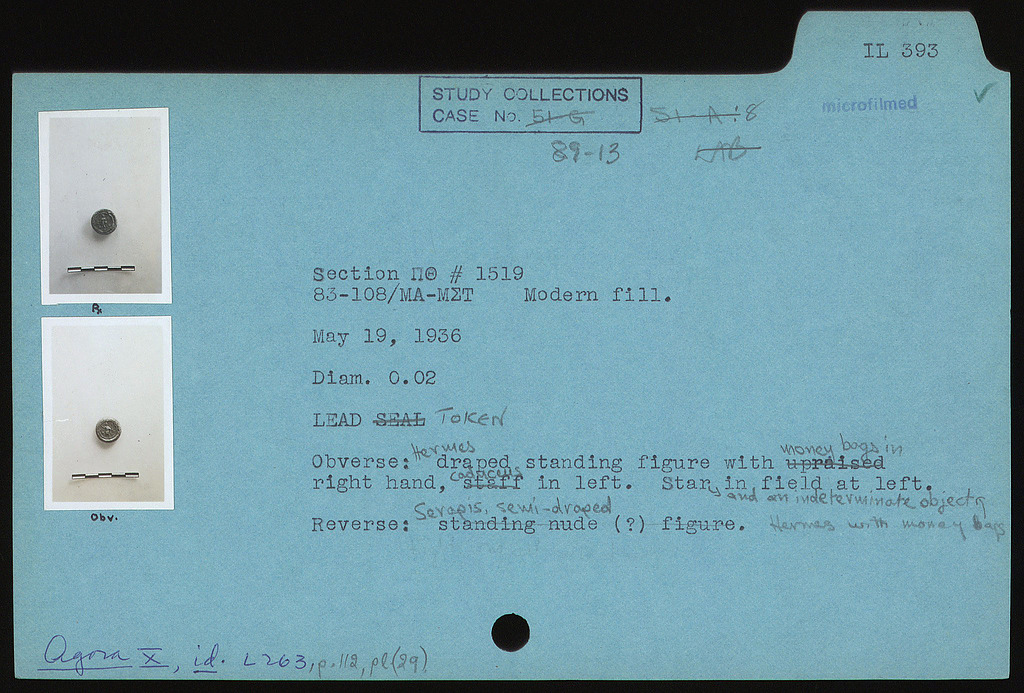 IL 393
STUDY COLLECTIONS
CASE No. 51-G 51-A:8
microfilmed
89-13
Rx
Obv.
Section ΠΘ # 1519
83-108/ΜΑ-ΜΣΤ Modern fill.
May 19, 1936
Diam. 0.02
LEAD SEAL TOKEN
Hermes money bags in
Obverse: draped standing figure with upraised
caduceus
right hand, staff in left. Star, in field at left.
and an indeterminate object
Serapis, semi-draped
Reverse: standing nude (?) figure. Hermes with money bags
Agora X, id. L263, p. 112, pl (29)